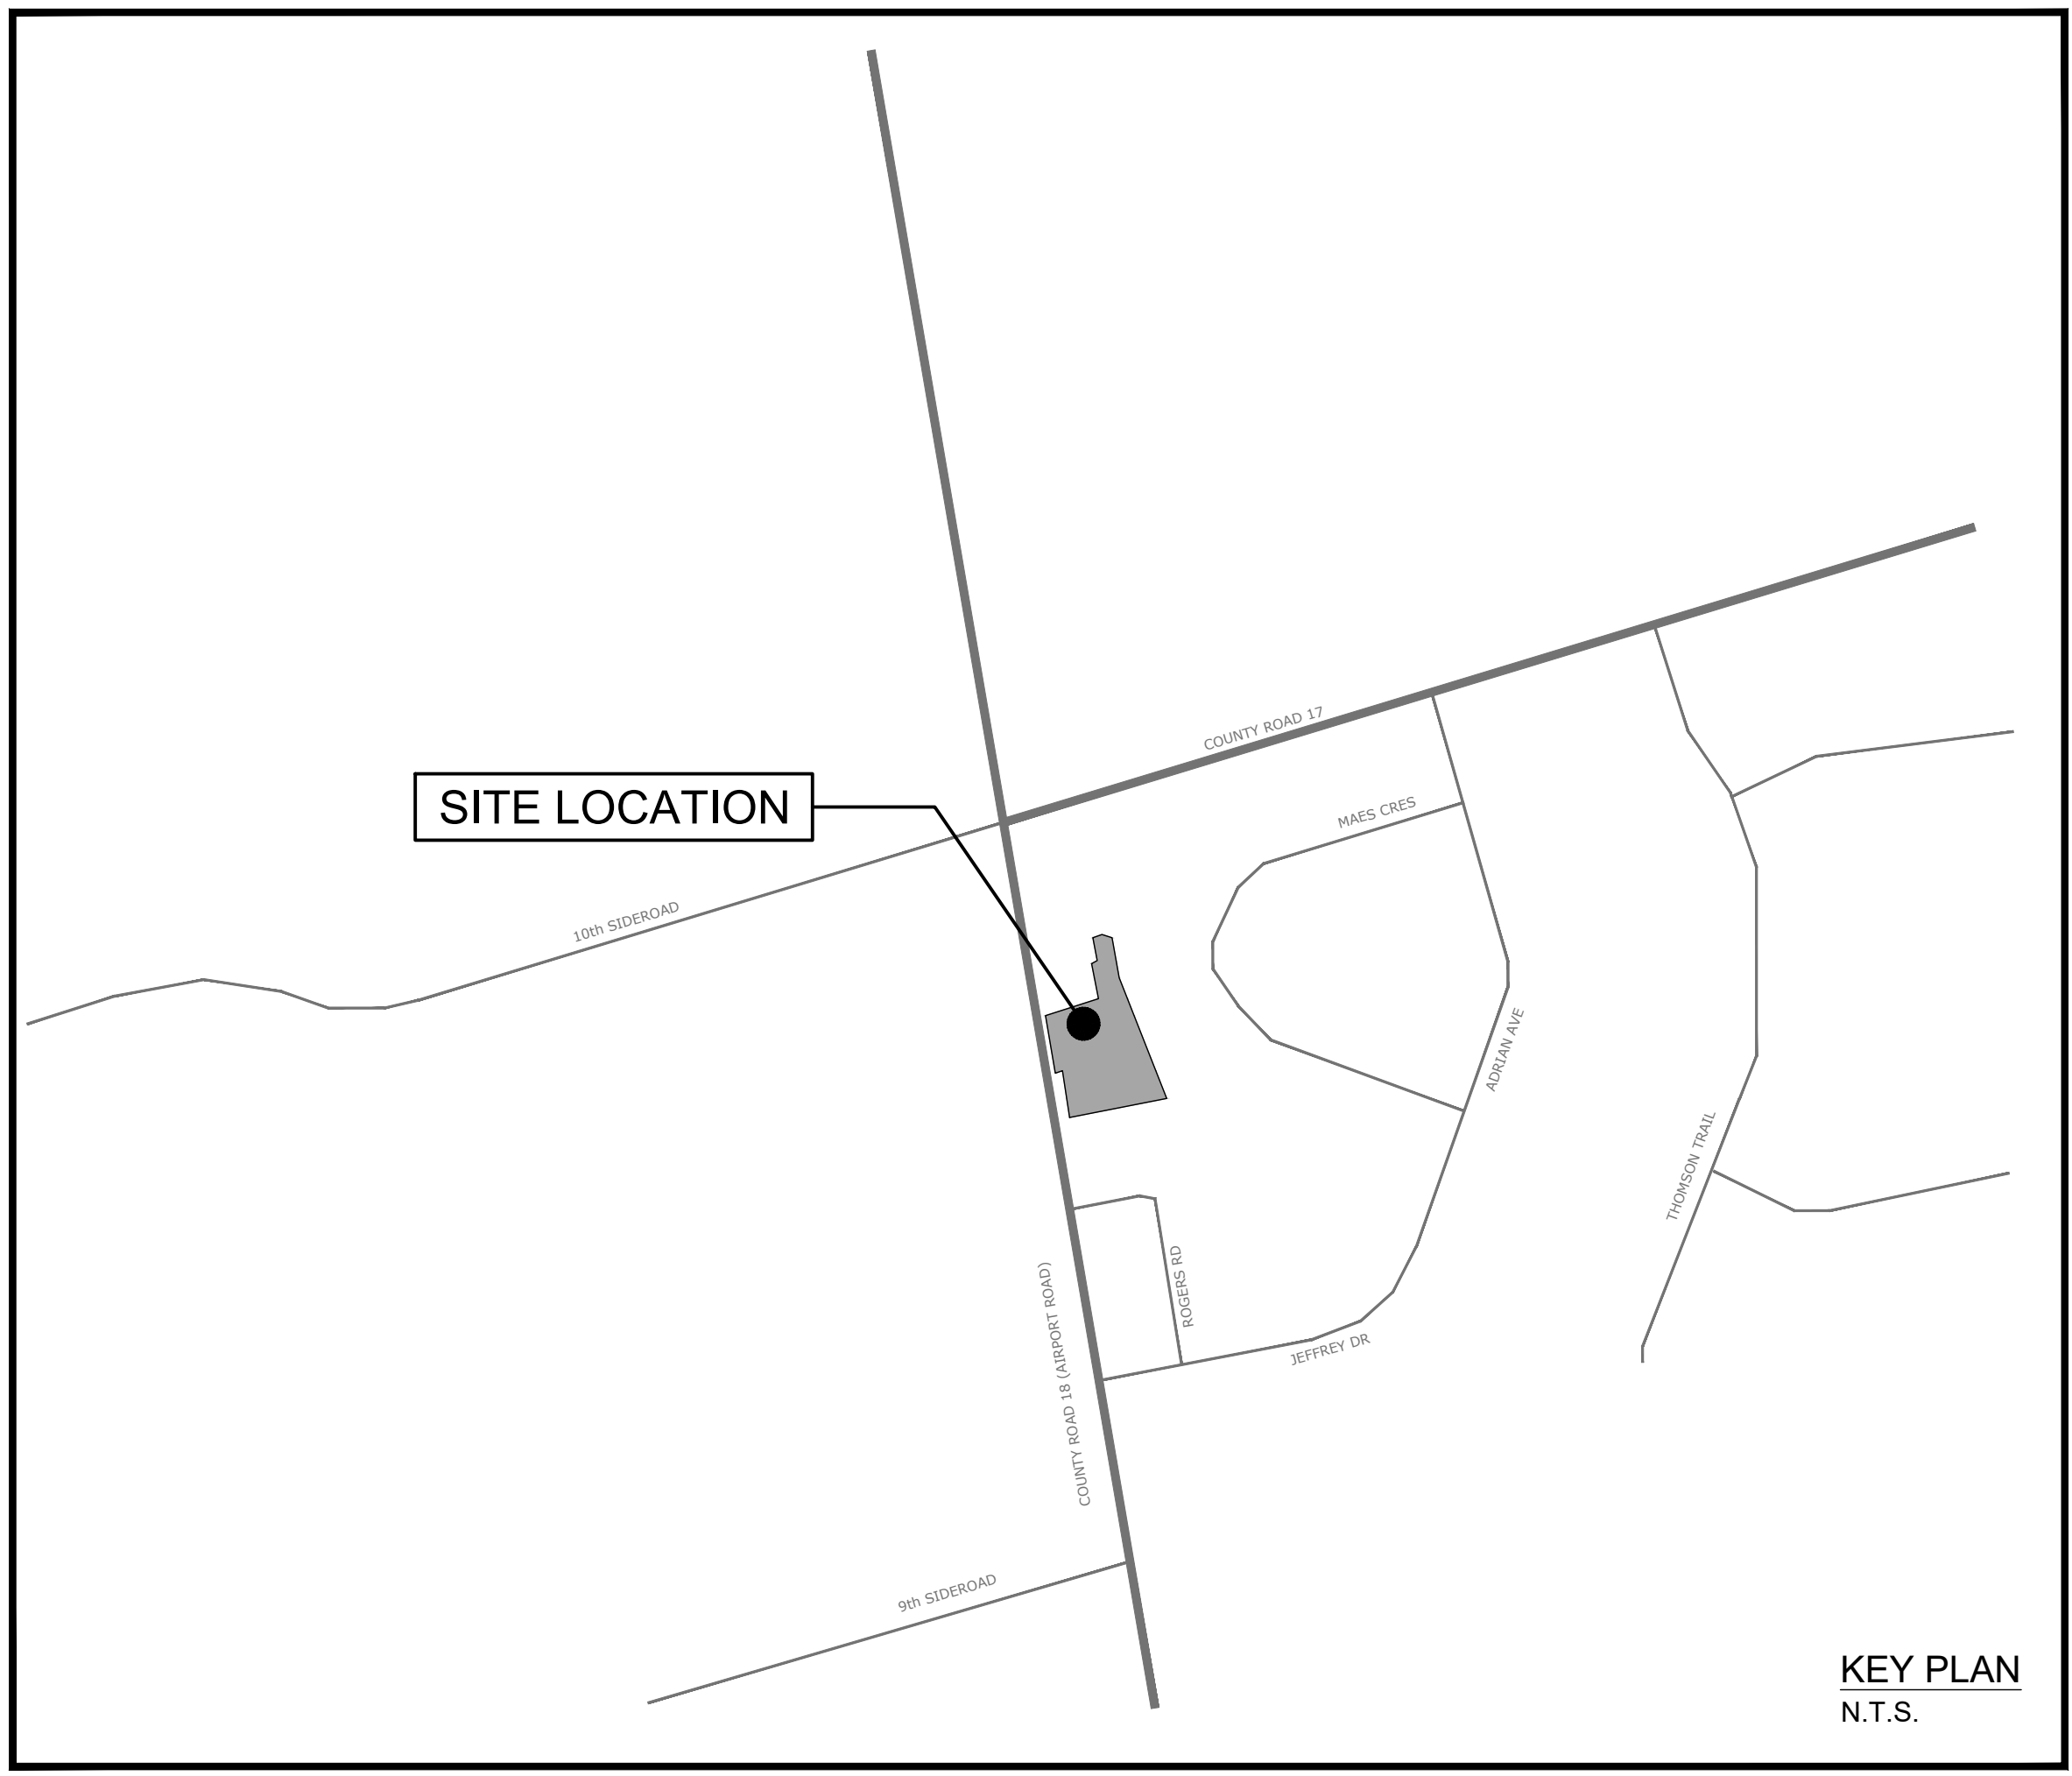 COUNTY ROAD 17
SITE LOCATION
MAES CRES
10th SIDEROAD
ADRIAN AVE
THOMSON TRAIL
ROGERS RD
COUNTY ROAD 18 (AIRPORT ROAD)
JEFFREY DR
9th SIDEROAD
KEY PLAN
N.T.S.